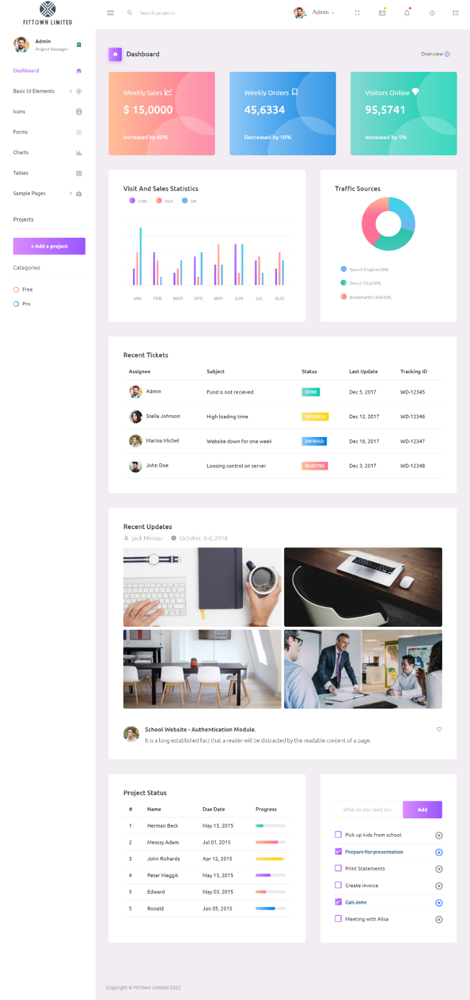 FITTOWN LIMITED
Search projects
Admin
Admin
Project Manager
Dashboard
Basic UI Elements
Icons
Forms
Charts
Tables
Sample Pages
Projects
+ Add a project
Categories
Free
Pro
Dashboard
Overview
Weekly Sales
$ 15,0000
Increased by 60%
Weekly Orders
45,6334
Decreased by 10%
Visitors Online
95,5741
Increased by 5%
Visit And Sales Statistics
CHN USA UK
JAN FEB MAR APR MAY JUN JUL AUG
Traffic Sources
Search Engines30%
Direct Click30%
Bookmarks Click40%
Recent Tickets
Assignee Subject Status Last Update Tracking ID
Admin Fund is not recieved DONE Dec 5, 2017 WD-12345
Stella Johnson High loading time PROGRESS Dec 12, 2017 WD-12346
Marina Michel Website down for one week ON HOLD Dec 16, 2017 WD-12347
John Doe Loosing control on server REJECTED Dec 3, 2017 WD-12348
Recent Updates
Jack Menqu October 3rd, 2018
School Website - Authentication Module.
It is a long established fact that a reader will be distracted by the readable content of a page.
Project Status
# Name Due Date Progress
1 Herman Beck May 15, 2015
2 Messsy Adam Jul 01, 2015
3 John Richards Apr 12, 2015
4 Peter Meggik May 15, 2015
5 Edward May 03, 2015
5 Ronald Jun 05, 2015
What do you need to c
Add
Pick up kids from school
Prepare for presentation
Print Statements
Create invoice
Call John
Meeting with Alisa
Copyright © FitTown Limited 2022